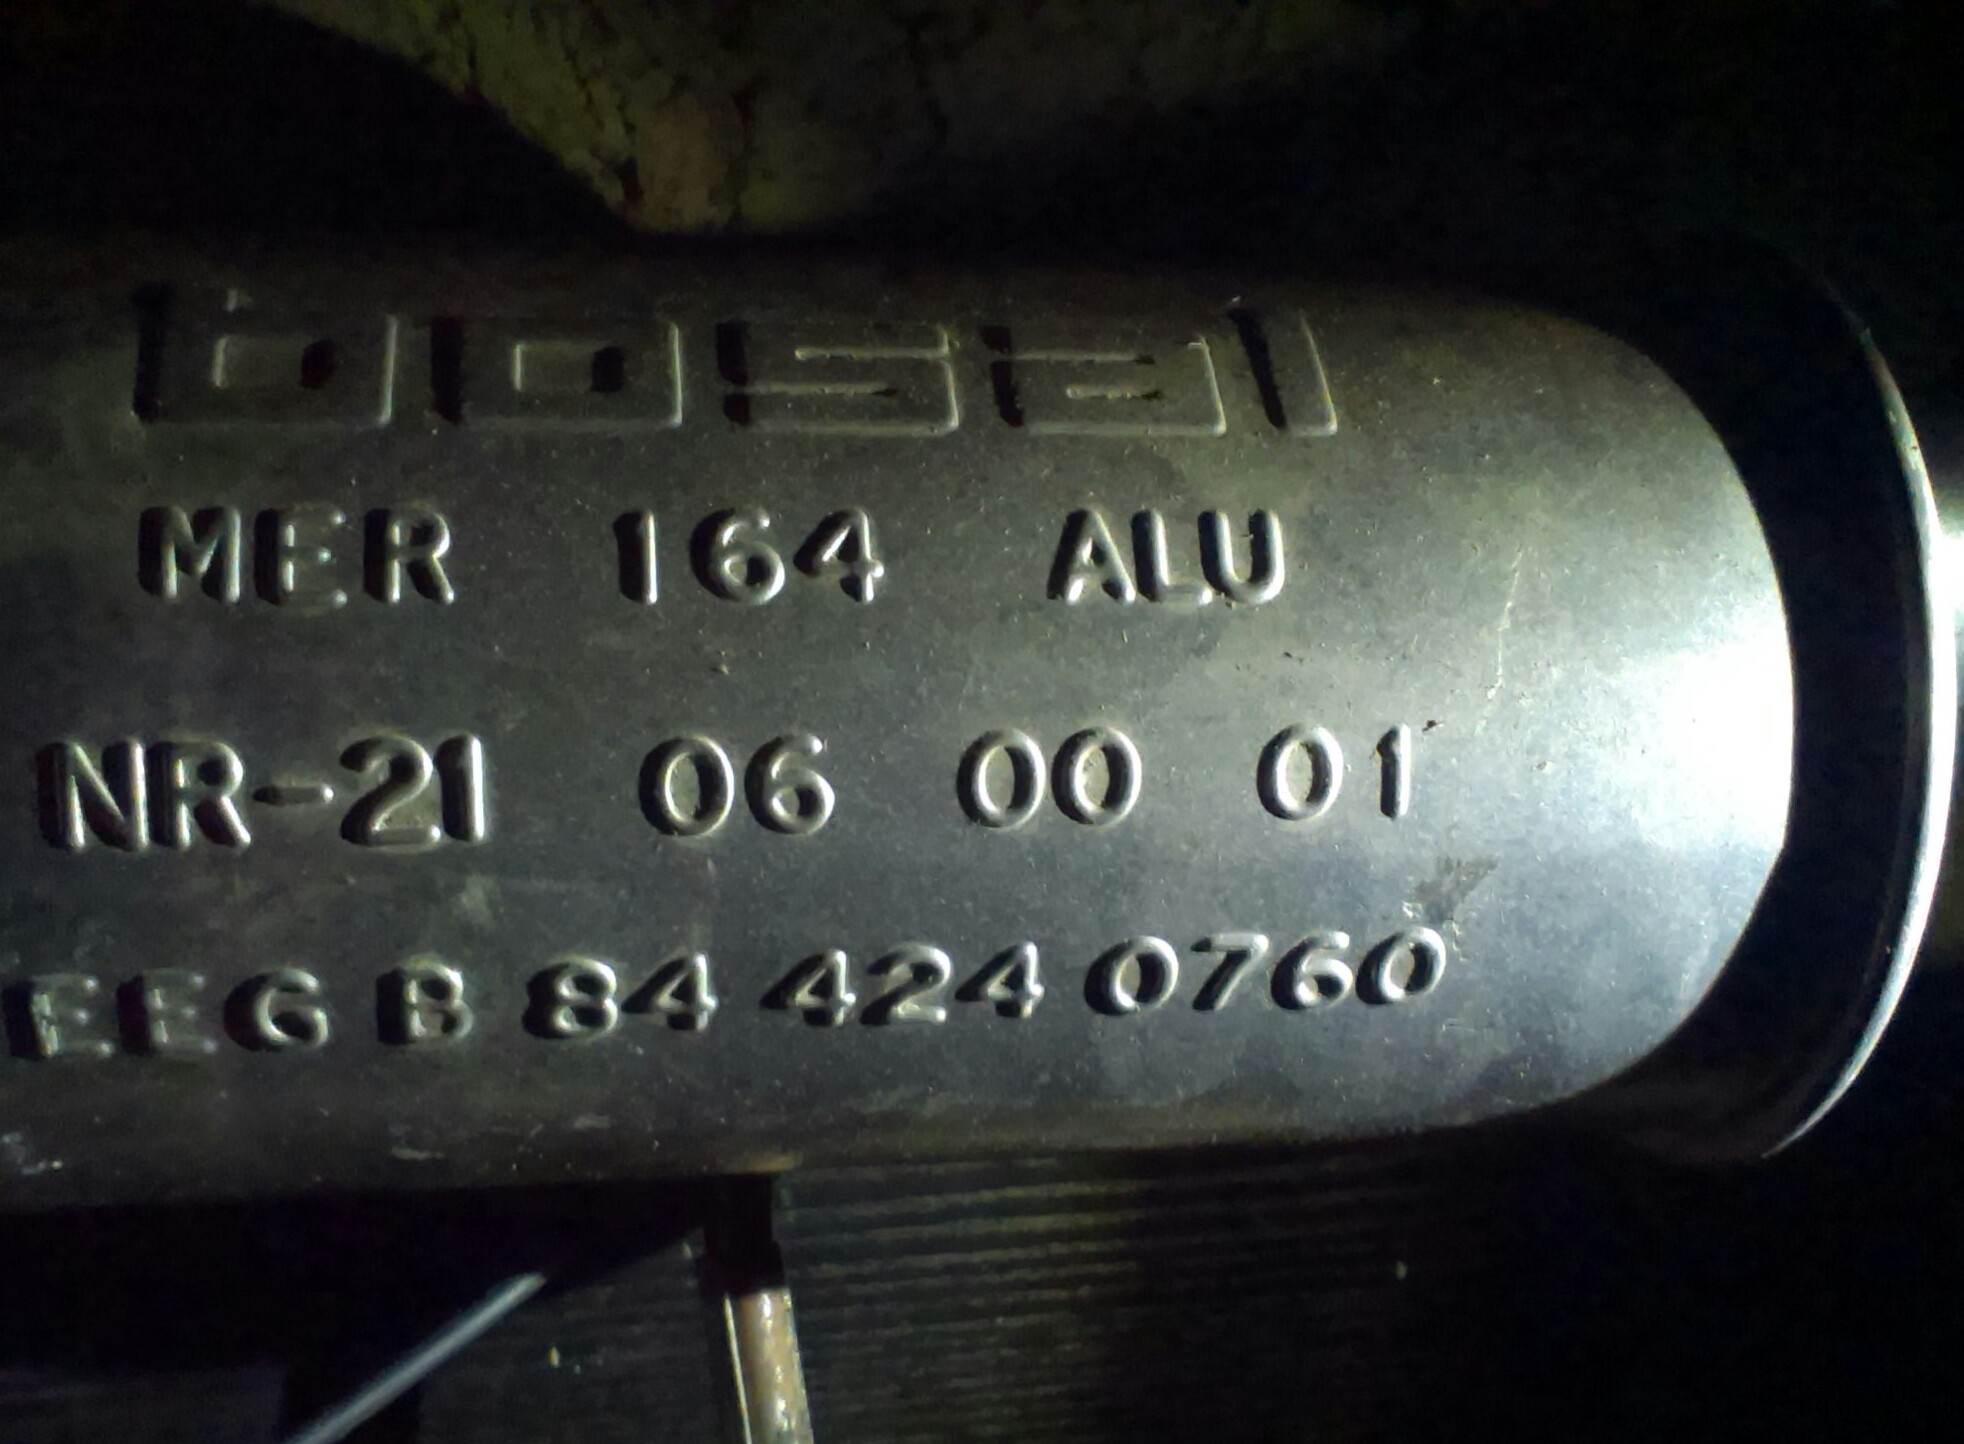 bosal
MER 164 ALU
NR-21 06 00 01
EEG B 84 424 0760